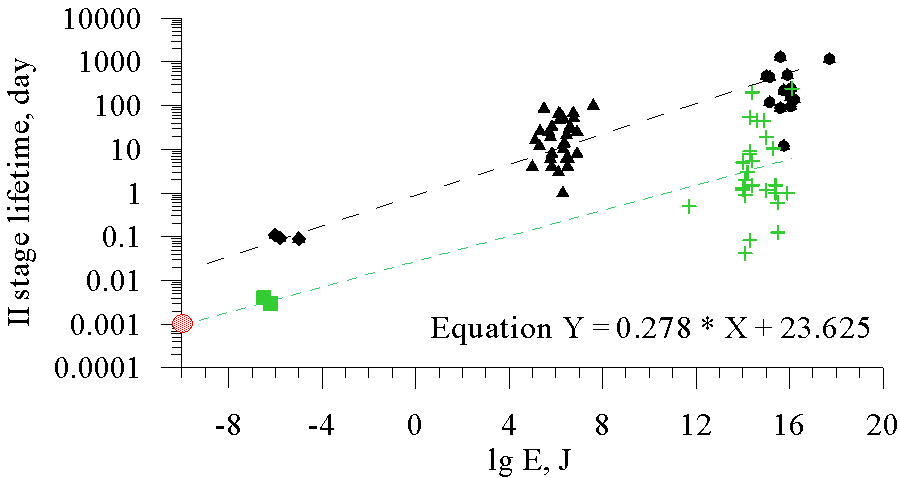 10000
1000
100
10
1
0.1
0.01
0.001
0.0001
II stage lifetime, day
Equation Y = 0.278 * X + 23.625
-8 -4 0 4 8 12 16 20
lg E, J